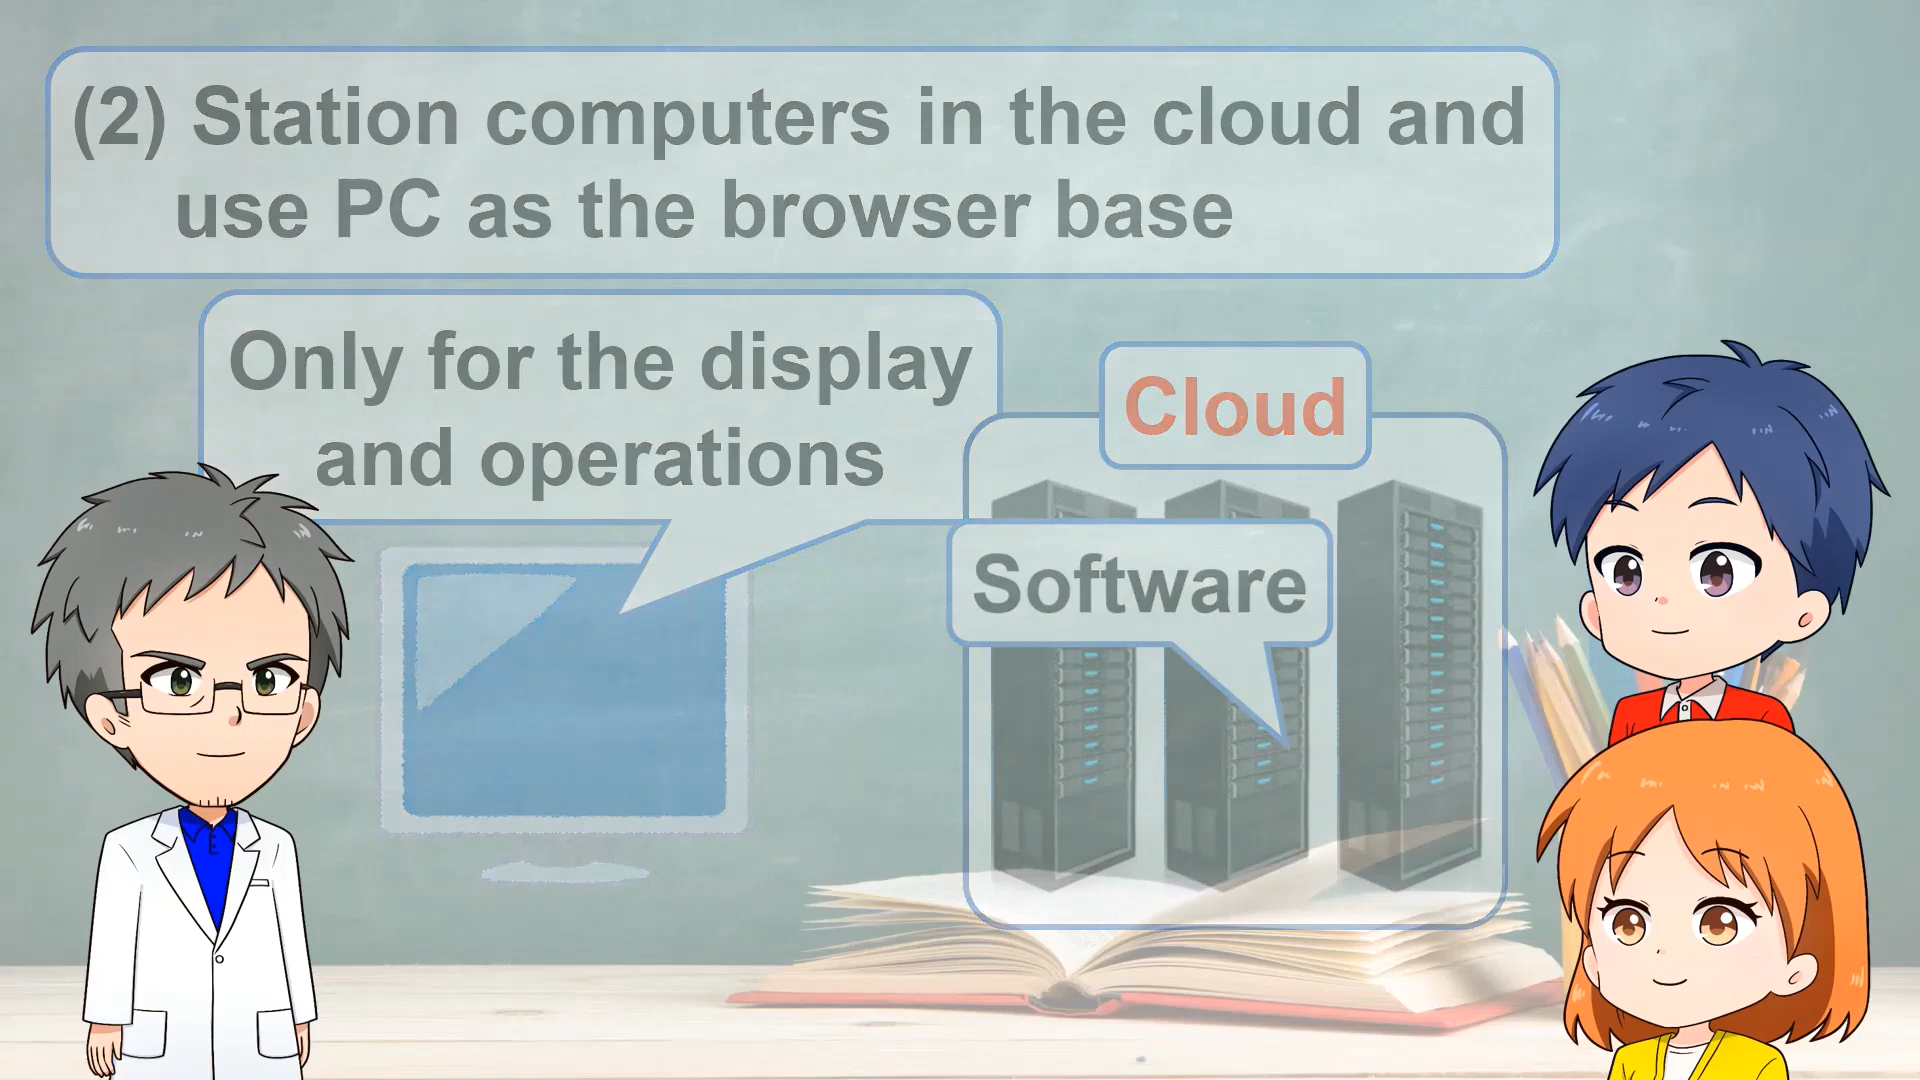 (2) Station computers in the cloud and
use PC as the browser base
Only for the display
and operations
Cloud
Software